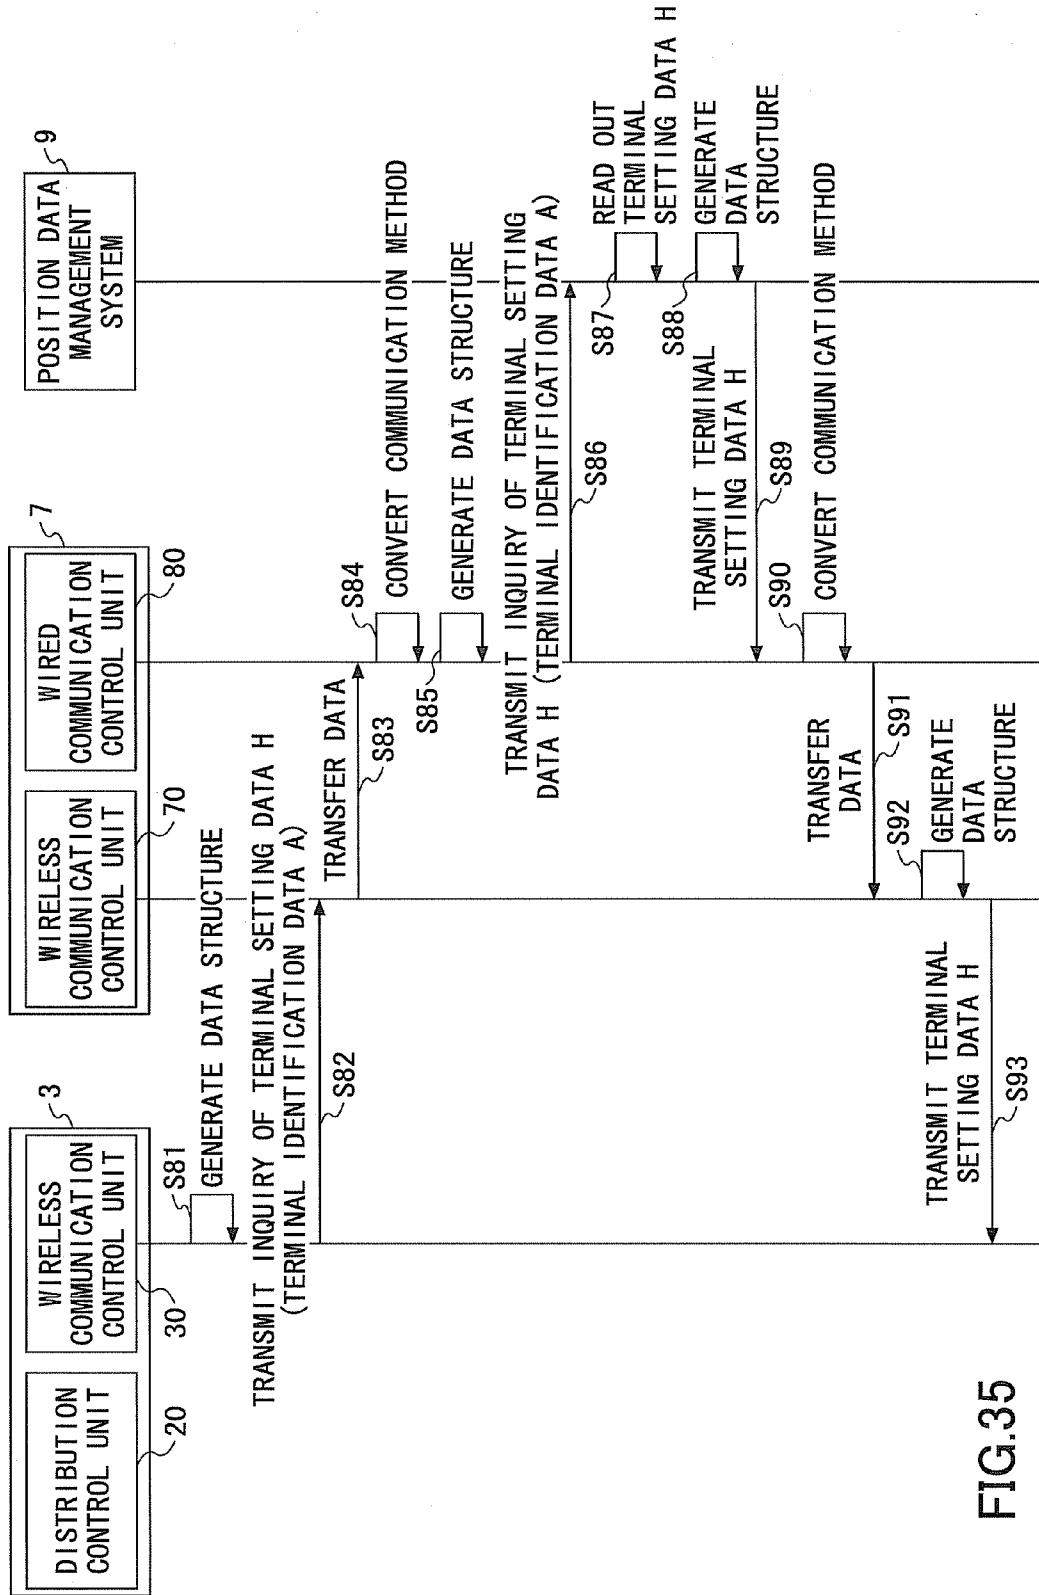 DISTRIBUTION
CONTROL UNIT
20
WIRELESS
COMMUNICATION
CONTROL UNIT
30
3
WIRELESS
COMMUNICATION
CONTROL UNIT
70
WIRED
COMMUNICATION
CONTROL UNIT
80
7
POSITION DATA
MANAGEMENT
SYSTEM
9
S81
GENERATE DATA STRUCTURE
TRANSMIT INQUIRY OF TERMINAL SETTING DATA H
(TERMINAL IDENTIFICATION DATA A)
S82
TRANSFER DATA
S83
S84
CONVERT COMMUNICATION METHOD
S85
GENERATE DATA STRUCTURE
TRANSMIT INQUIRY OF TERMINAL SETTING
DATA H (TERMINAL IDENTIFICATION DATA A)
S86
S87
READ OUT
TERMINAL
SETTING DATA H
S88
GENERATE
DATA
STRUCTURE
TRANSMIT TERMINAL
SETTING DATA H
S89
S90
CONVERT COMMUNICATION METHOD
TRANSFER
DATA
S91
S92
GENERATE
DATA
STRUCTURE
TRANSMIT TERMINAL
SETTING DATA H
S93
FIG.35